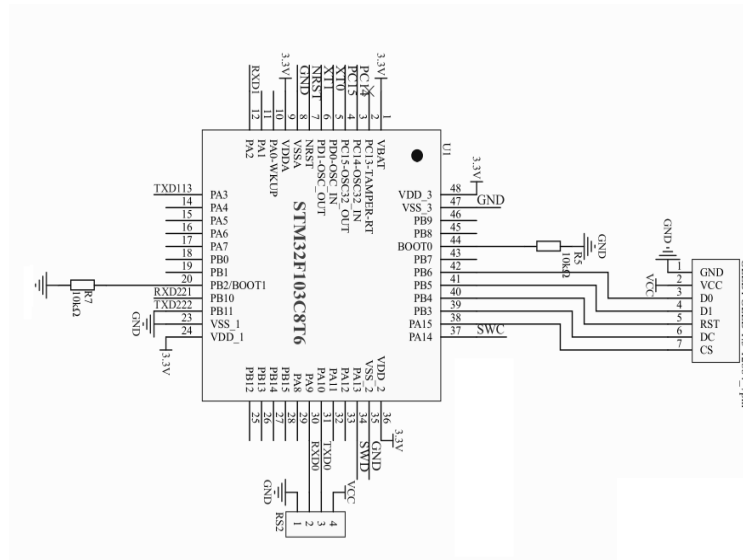 3.3V
GND
NRST
XT1
XT0
PC15
PC14
3.3V
RXD1
12
11
10
9
8
7
6
5
4
3
2
1
PA2
PA1
PA0-WKUP
VDDA
VSSA
NRST
PD1-OSC_OUT
PD0-OSC_IN
PC15-OSC32_OUT
PC14-OSC32_IN
PC13-TAMPER-RT
VBAT
U1
STM32F103C8T6
TXD113 PA3
14 PA4
15 PA5
16 PA6
17 PA7
18 PB0
19 PB1
20 PB2/BOOT1
RXD221 PB10
TXD222 PB11
23 VSS_1
24 VDD_1
R7
10kΩ
GND
3.3V
3.3V
VDD_3 48
VSS_3 47 GND
PB9 46
PB8 45
BOOT0 44
PB7 43
PB6 42
PB5 41
PB4 40
PB3 39
PA15 38
PA14 37 SWC
R5
10kΩ
GND
GND
VCC
1 GND
2 VCC
3 D0
4 D1
5 RST
6 DC
7 CS
PB12
PB13
PB14
PB15
PA8
PA9
PA10
PA11
PA12
PA13
VSS_2
VDD_2
25
26
27
28
29
30
31
32
33
34
35
36
RXD0
TXD0
SWD
GND
3.3V
GND
VCC
RS2
1
2
3
4